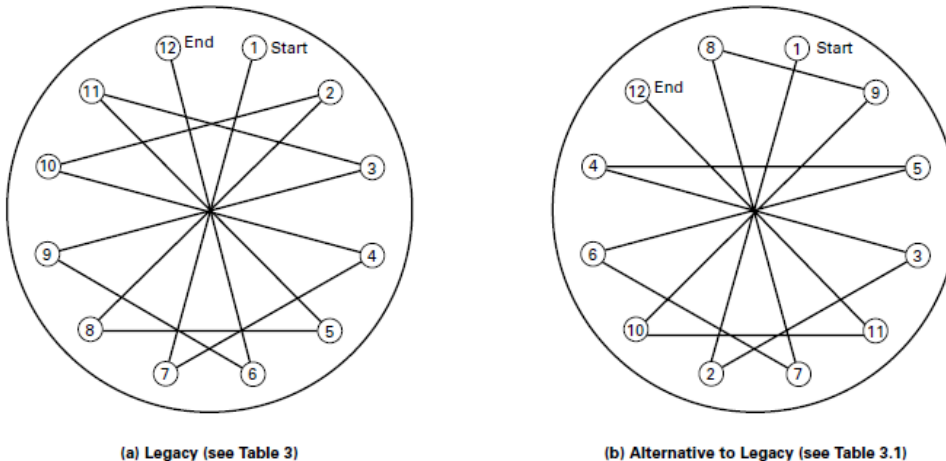 12 End 1 Start
11 2
10 3
9 4
8 5
7 6
(a) Legacy (see Table 3)
8 1 Start
12 End 9
4 5
6 3
10 11
2 7
(b) Alternative to Legacy (see Table 3.1)